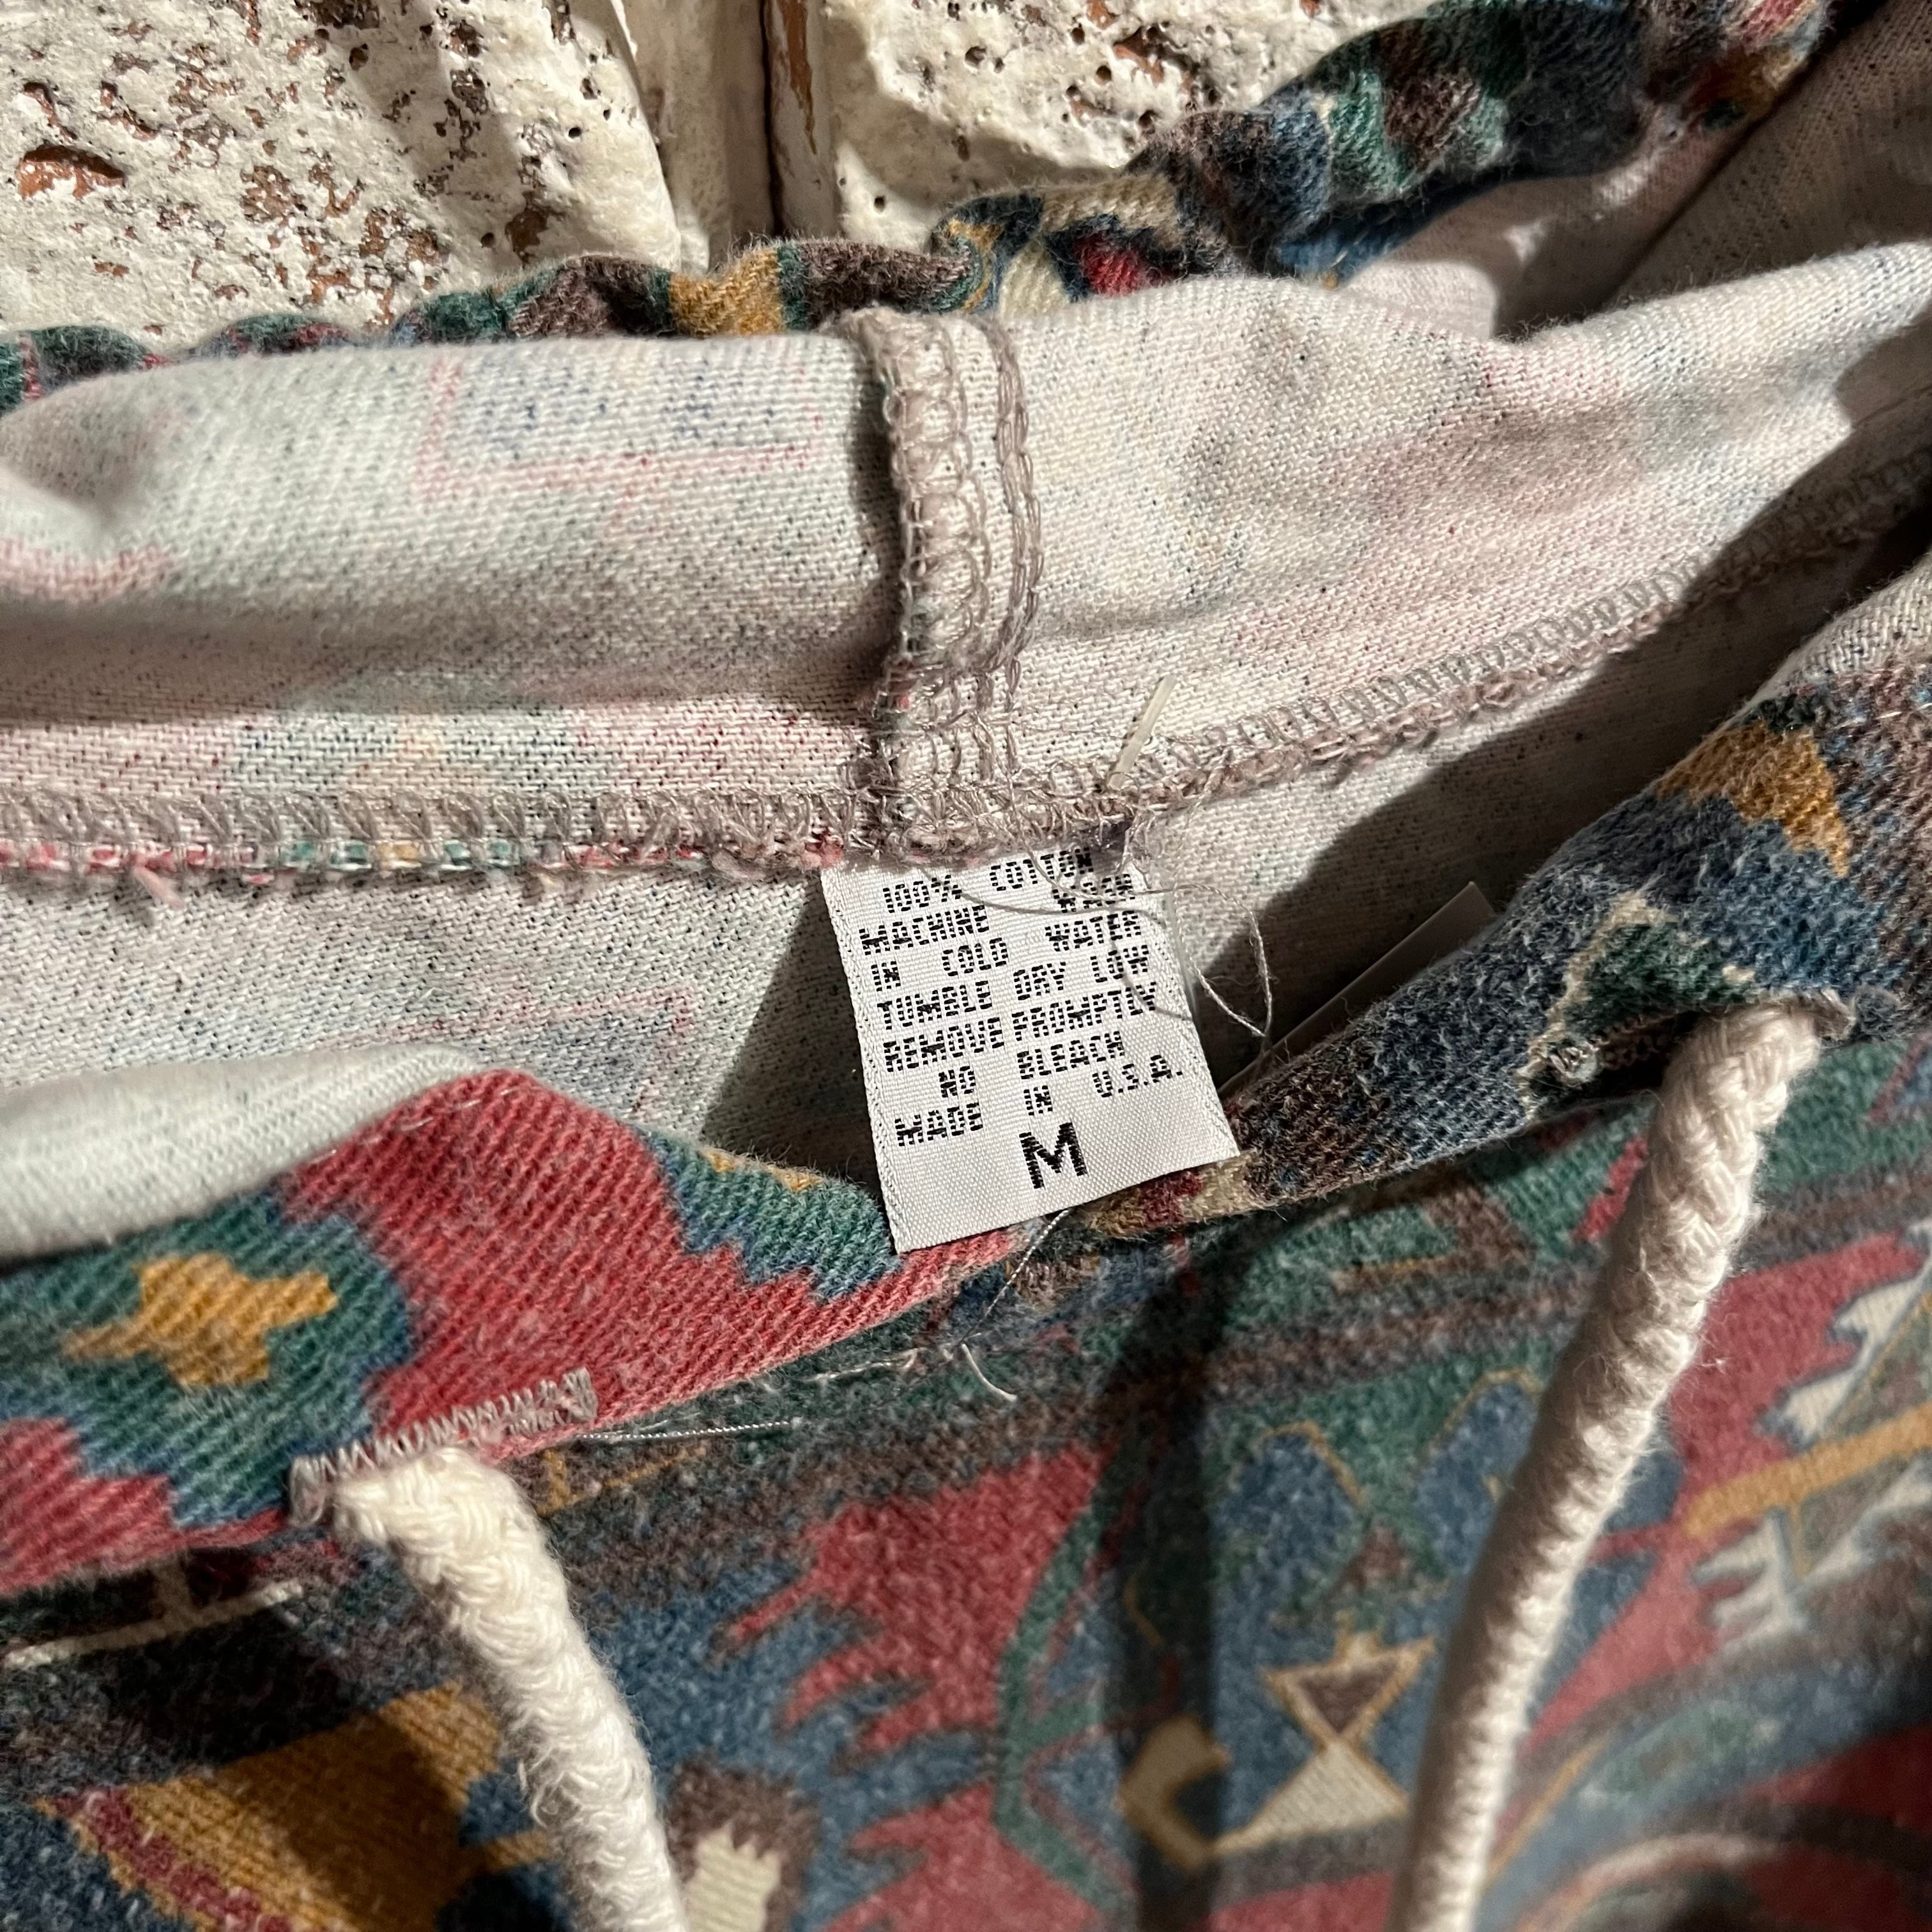 100% COTTON
MACHINE WASH
IN COLD WATER
TUMBLE DRY LOW
REMOVE PROMPTLY
NO BLEACH
MADE IN U.S.A.
M